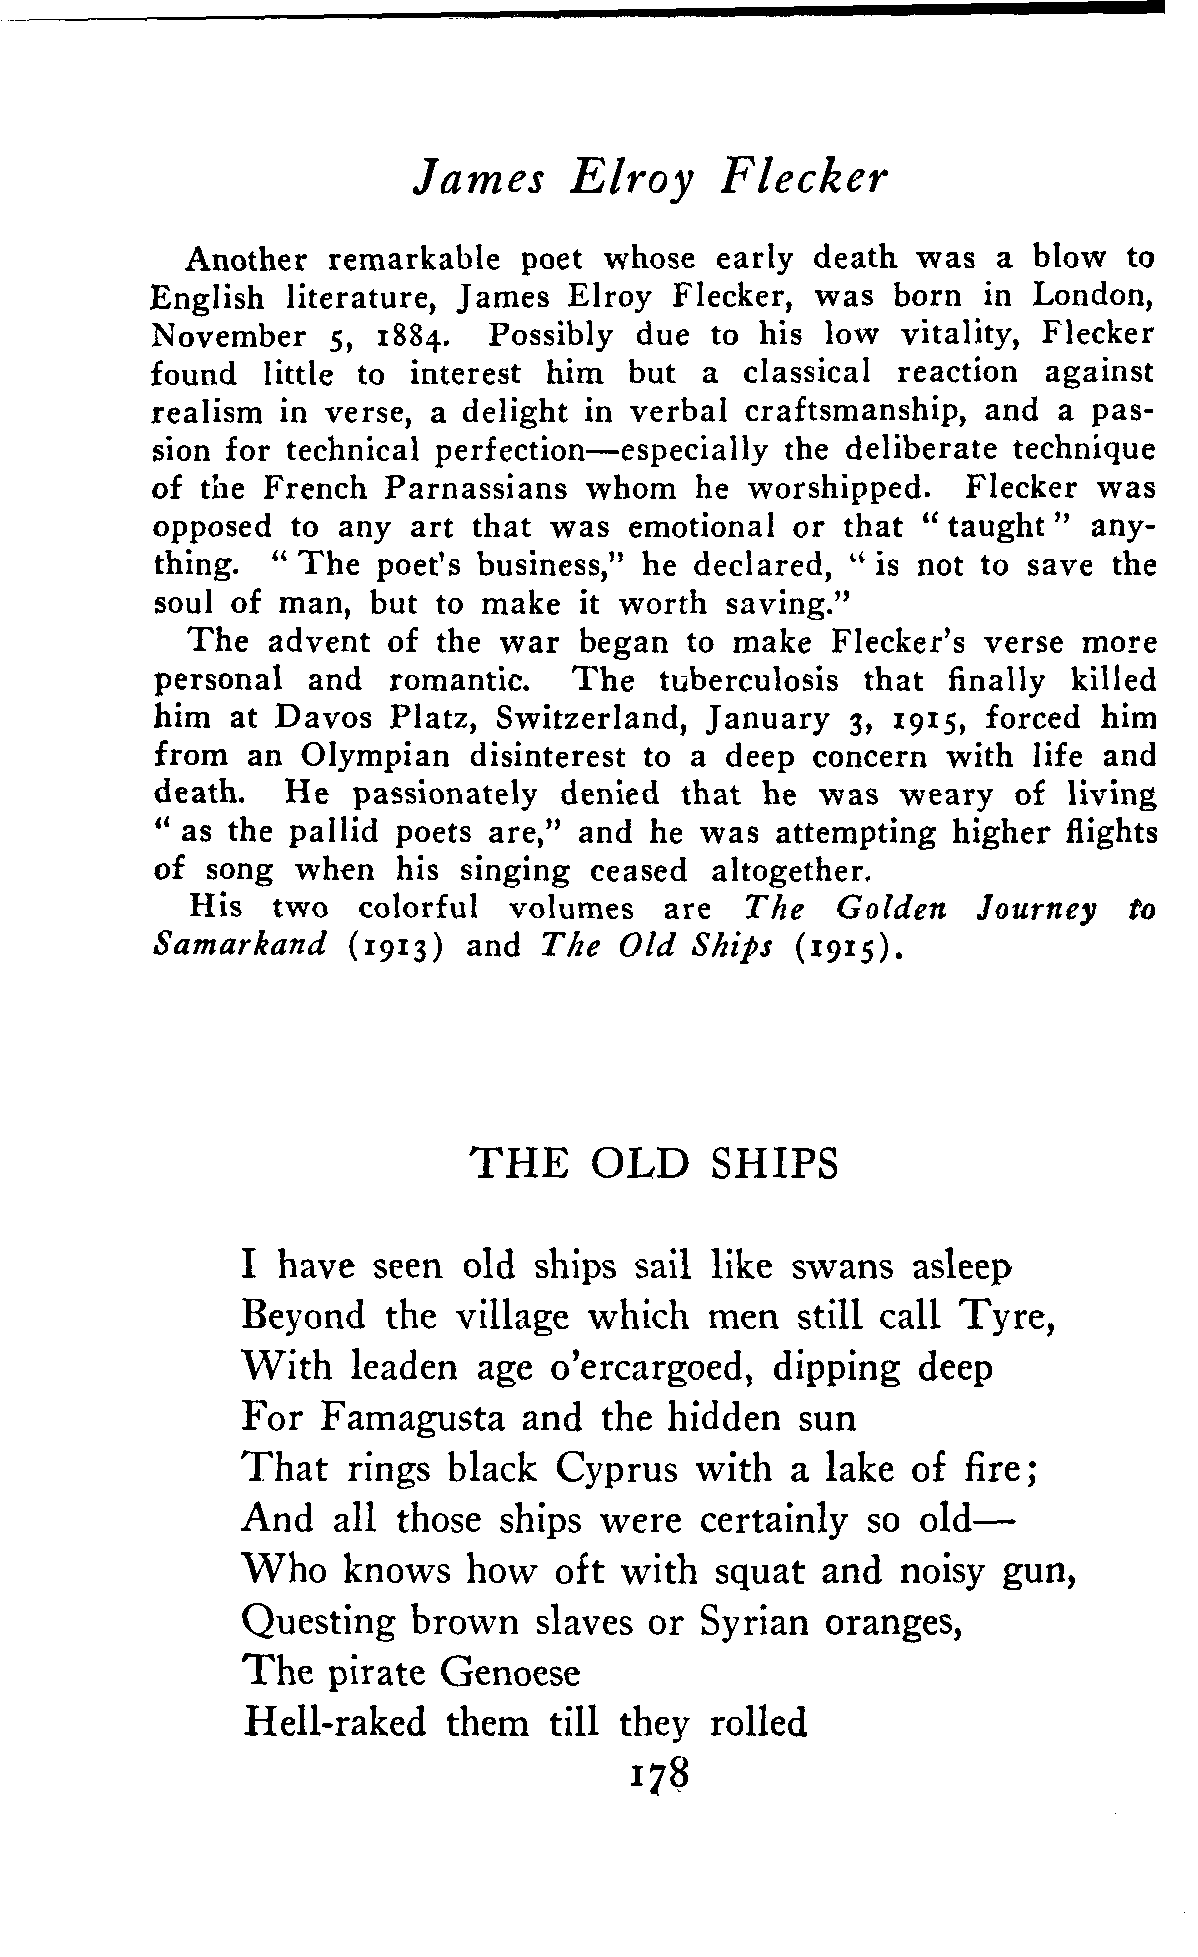 James Elroy Flecker
Another remarkable poet whose early death was a blow to
English literature, James Elroy Flecker, was born in London,
November 5, 1884. Possibly due to his low vitality, Flecker
found little to interest him but a classical reaction against
realism in verse, a delight in verbal craftsmanship, and a pas-
sion for technical perfection—especially the deliberate technique
of the French Parnassians whom he worshipped. Flecker was
opposed to any art that was emotional or that " taught " any-
thing. " The poet's business," he declared, " is not to save the
soul of man, but to make it worth saving."
The advent of the war began to make Flecker's verse more
personal and romantic. The tuberculosis that finally killed
him at Davos Platz, Switzerland, January 3, 1915, forced him
from an Olympian disinterest to a deep concern with life and
death. He passionately denied that he was weary of living
" as the pallid poets are," and he was attempting higher flights
of song when his singing ceased altogether.
His two colorful volumes are The Golden Journey to
Samarkand (1913) and The Old Ships (1915).
THE OLD SHIPS
I have seen old ships sail like swans asleep
Beyond the village which men still call Tyre,
With leaden age o'ercargoed, dipping deep
For Famagusta and the hidden sun
That rings black Cyprus with a lake of fire;
And all those ships were certainly so old—
Who knows how oft with squat and noisy gun,
Questing brown slaves or Syrian oranges,
The pirate Genoese
Hell-raked them till they rolled
178